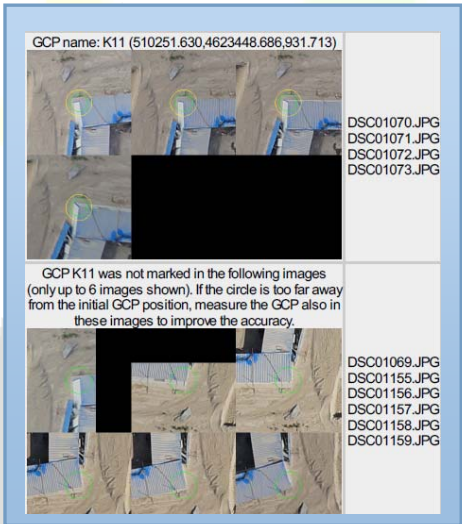 GCP name: K11 (510251.630,4623448.686,931.713)
DSC01070.JPG
DSC01071.JPG
DSC01072.JPG
DSC01073.JPG
GCP K11 was not marked in the following images
(only up to 6 images shown). If the circle is too far away
from the initial GCP position, measure the GCP also in
these images to improve the accuracy.
DSC01069.JPG
DSC01155.JPG
DSC01156.JPG
DSC01157.JPG
DSC01158.JPG
DSC01159.JPG